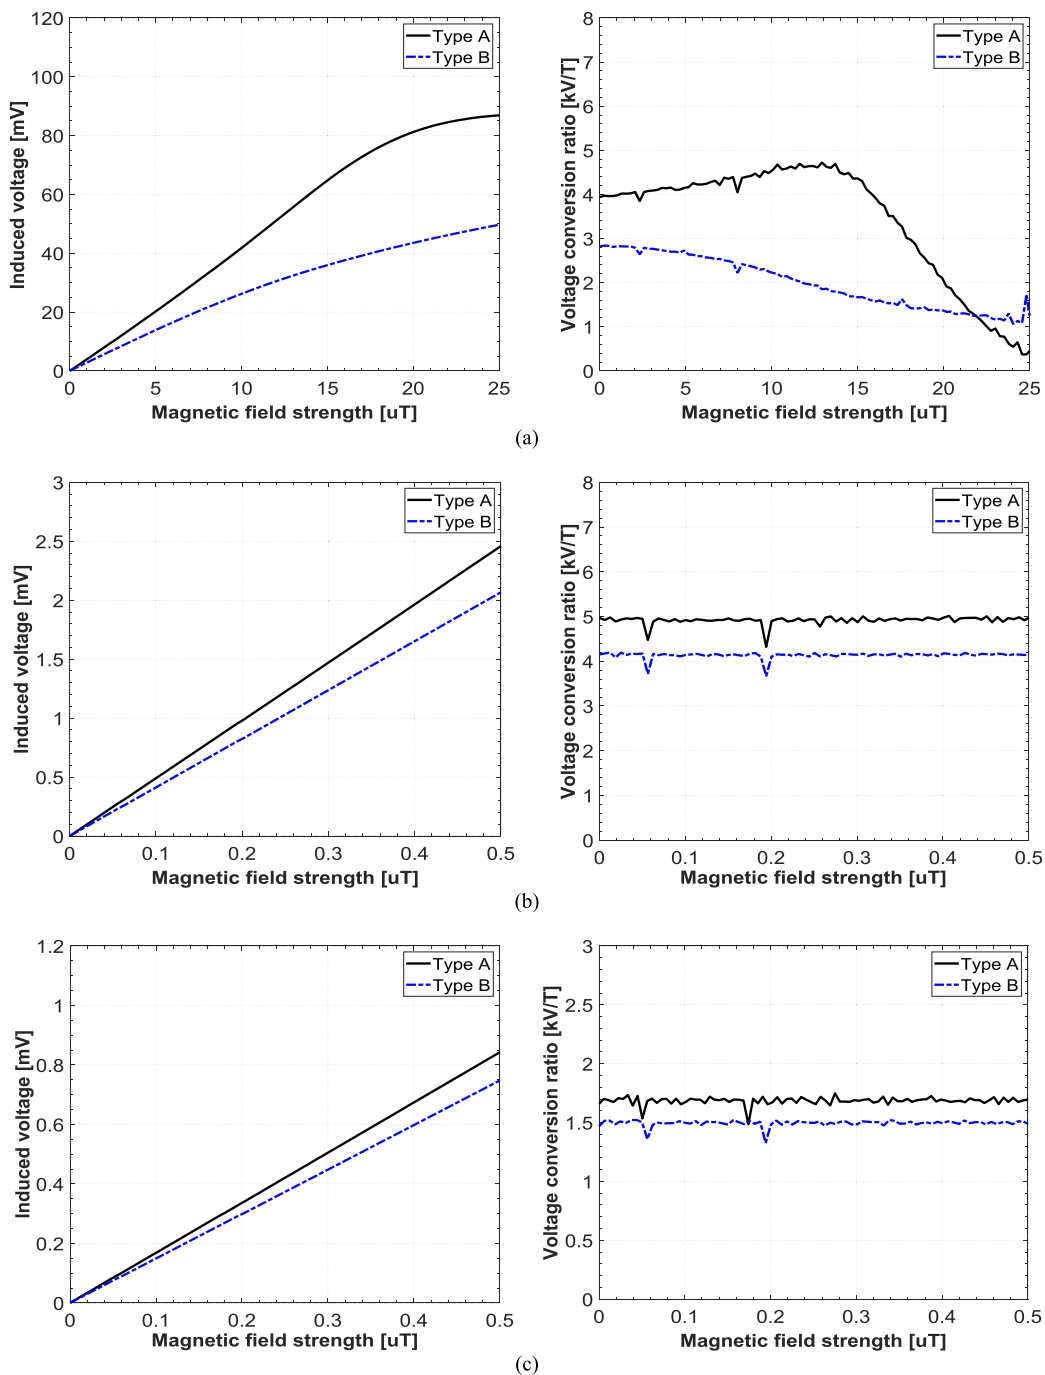 120
100
80
60
40
20
0
0 5 10 15 20 25
Induced voltage [mV]
Magnetic field strength [uT]
Type A
Type B
8
7
6
5
4
3
2
1
0
0 5 10 15 20 25
Voltage conversion ratio [kV/T]
Magnetic field strength [uT]
Type A
Type B
(a)
3
2.5
2
1.5
1
0.5
0
0 0.1 0.2 0.3 0.4 0.5
Induced voltage [mV]
Magnetic field strength [uT]
Type A
Type B
8
7
6
5
4
3
2
1
0
0 0.1 0.2 0.3 0.4 0.5
Voltage conversion ratio [kV/T]
Magnetic field strength [uT]
Type A
Type B
(b)
1.2
1
0.8
0.6
0.4
0.2
0
0 0.1 0.2 0.3 0.4 0.5
Induced voltage [mV]
Magnetic field strength [uT]
Type A
Type B
3
2.5
2
1.5
1
0.5
0
0 0.1 0.2 0.3 0.4 0.5
Voltage conversion ratio [kV/T]
Magnetic field strength [uT]
Type A
Type B
(c)